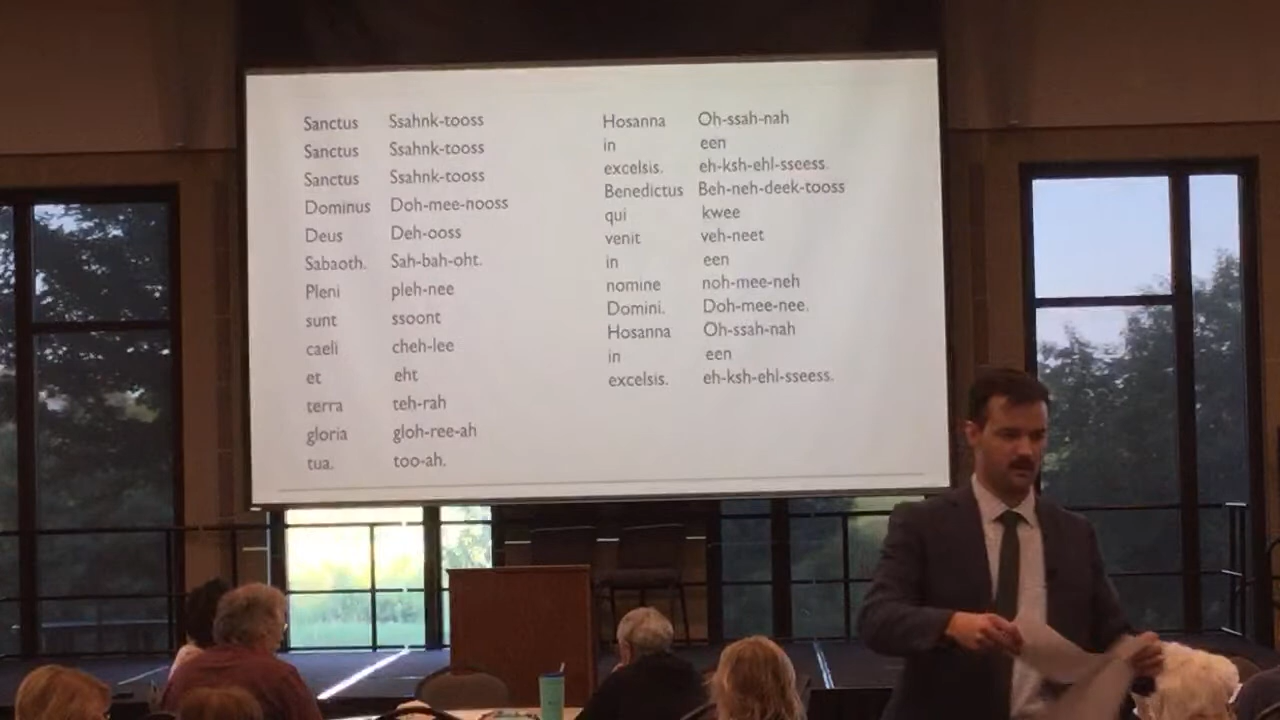 Sanctus Ssahnk-tooss
Sanctus Ssahnk-tooss
Sanctus Ssahnk-tooss
Dominus Doh-mee-nooss
Deus Deh-ooss
Sabaoth. Sah-bah-oht.
Pleni pleh-nee
sunt ssoont
caeli cheh-lee
et eht
terra teh-rah
gloria gloh-ree-ah
tua. too-ah.
Hosanna Oh-ssah-nah
in een
excelsis. eh-ksh-ehl-sseess.
Benedictus Beh-neh-deek-tooss
qui kwee
venit veh-neet
in een
nomine noh-mee-neh
Domini. Doh-mee-nee.
Hosanna Oh-ssah-nah
in een
excelsis. eh-ksh-ehl-sseess.